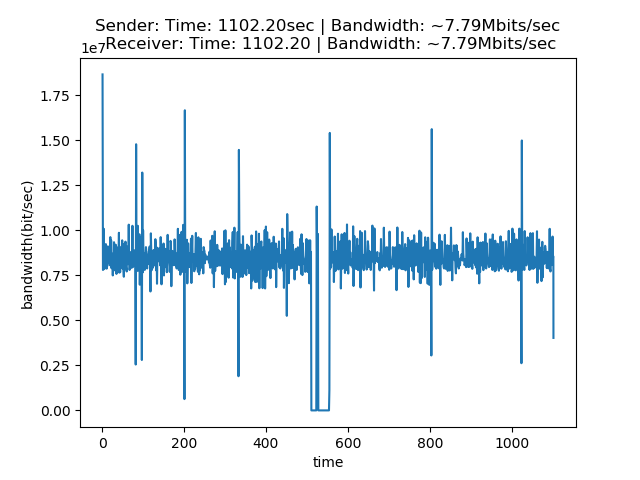 Sender: Time: 1102.20sec | Bandwidth: ~7.79Mbits/sec
Receiver: Time: 1102.20 | Bandwidth: ~7.79Mbits/sec
1e7
1.75
1.50
1.25
1.00
0.75
0.50
0.25
0.00
bandwidth(bit/sec)
0 200 400 600 800 1000
time